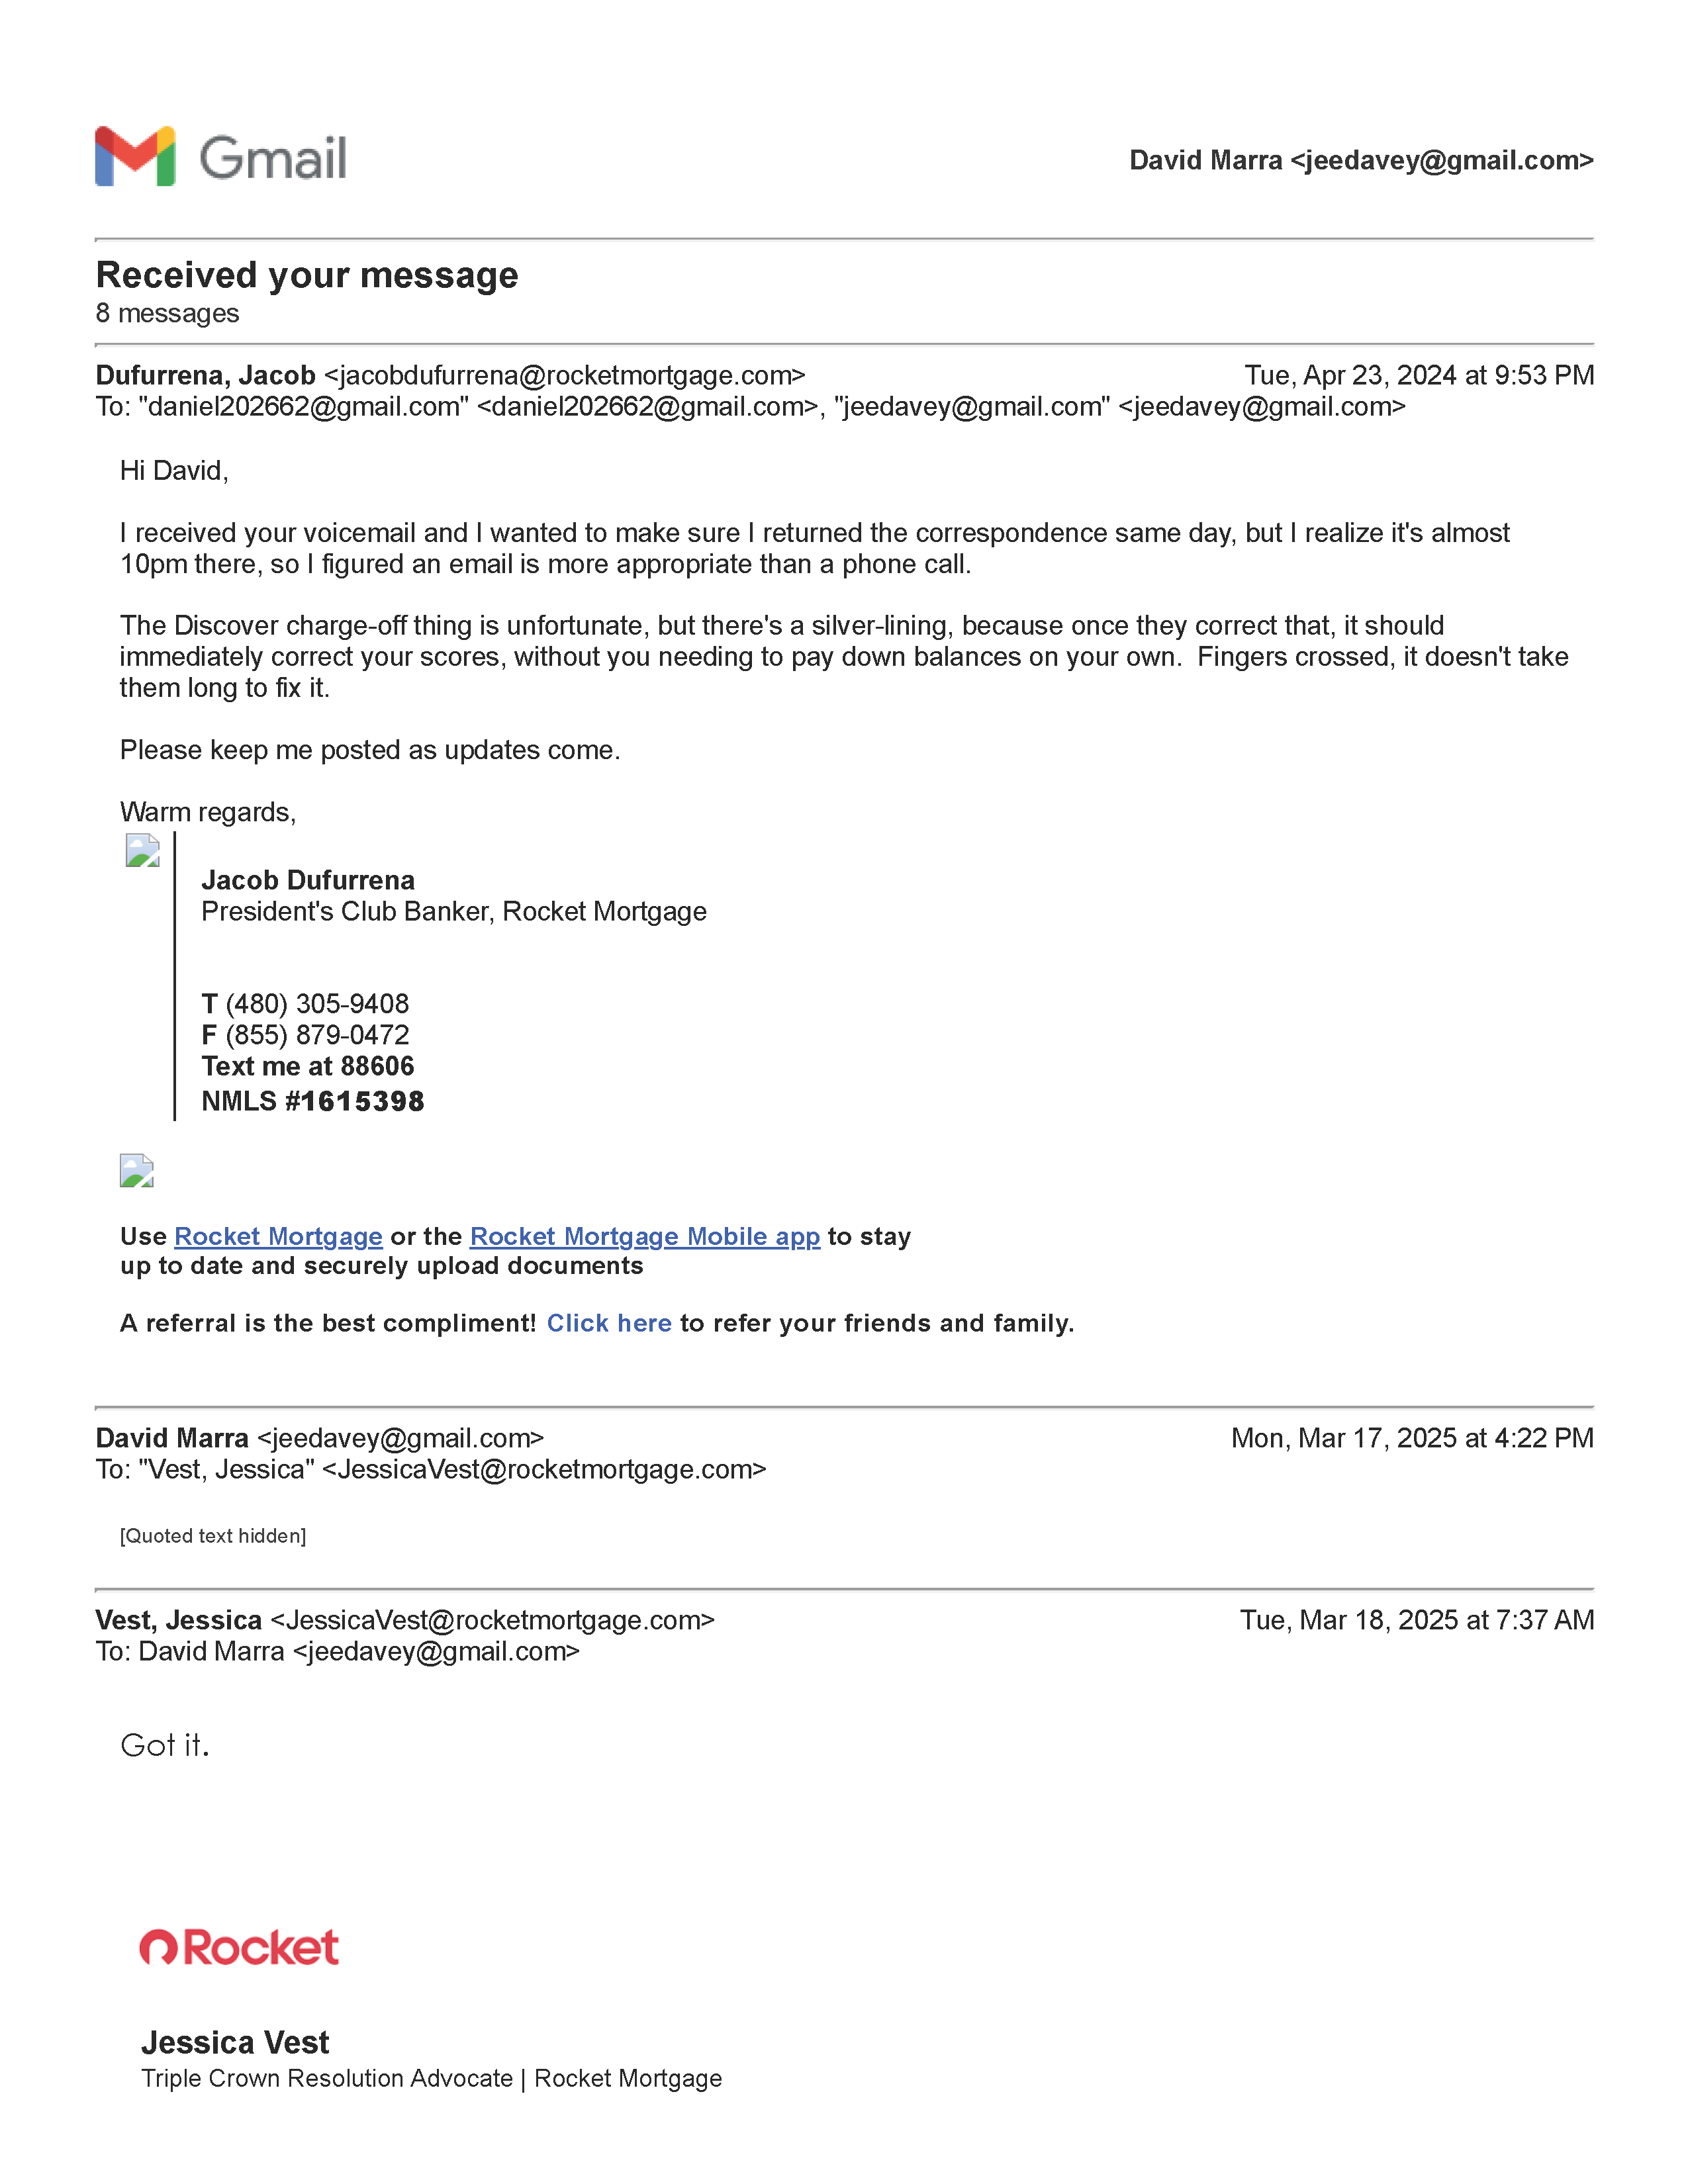 Gmail
David Marra <jeedavey@gmail.com>
Received your message
8 messages
Dufurrena, Jacob <jacobdufurrena@rocketmortgage.com>
Tue, Apr 23, 2024 at 9:53 PM
To: "daniel202662@gmail.com" <daniel202662@gmail.com>, "jeedavey@gmail.com" <jeedavey@gmail.com>
Hi David,
I received your voicemail and I wanted to make sure I returned the correspondence same day, but I realize it's almost
10pm there, so I figured an email is more appropriate than a phone call.
The Discover charge-off thing is unfortunate, but there's a silver-lining, because once they correct that, it should
immediately correct your scores, without you needing to pay down balances on your own.  Fingers crossed, it doesn't take
them long to fix it.
Please keep me posted as updates come.
Warm regards,
Jacob Dufurrena
President's Club Banker, Rocket Mortgage
T (480) 305-9408
F (855) 879-0472
Text me at 88606
NMLS #1615398
Use Rocket Mortgage or the Rocket Mortgage Mobile app to stay
up to date and securely upload documents
A referral is the best compliment! Click here to refer your friends and family.
David Marra <jeedavey@gmail.com>
Mon, Mar 17, 2025 at 4:22 PM
To: "Vest, Jessica" <JessicaVest@rocketmortgage.com>
[Quoted text hidden]
Vest, Jessica <JessicaVest@rocketmortgage.com>
Tue, Mar 18, 2025 at 7:37 AM
To: David Marra <jeedavey@gmail.com>
Got it.
Rocket
Jessica Vest
Triple Crown Resolution Advocate | Rocket Mortgage